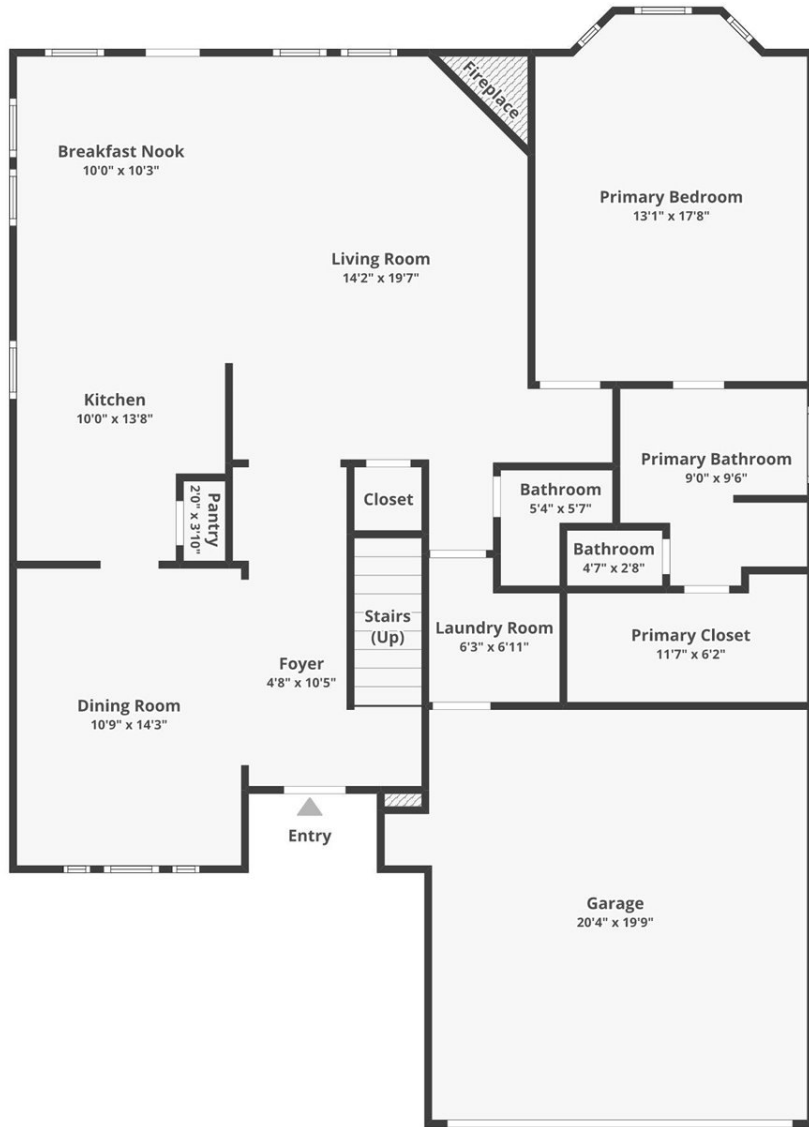 Fireplace
Breakfast Nook
10'0" x 10'3"
Primary Bedroom
13'1" x 17'8"
Living Room
14'2" x 19'7"
Kitchen
10'0" x 13'8"
Primary Bathroom
9'0" x 9'6"
Closet
Bathroom
5'4" x 5'7"
Pantry
2'0" x 3'10"
Bathroom
4'7" x 2'8"
Stairs
(Up)
Laundry Room
6'3" x 6'11"
Primary Closet
11'7" x 6'2"
Foyer
4'8" x 10'5"
Dining Room
10'9" x 14'3"
Entry
Garage
20'4" x 19'9"